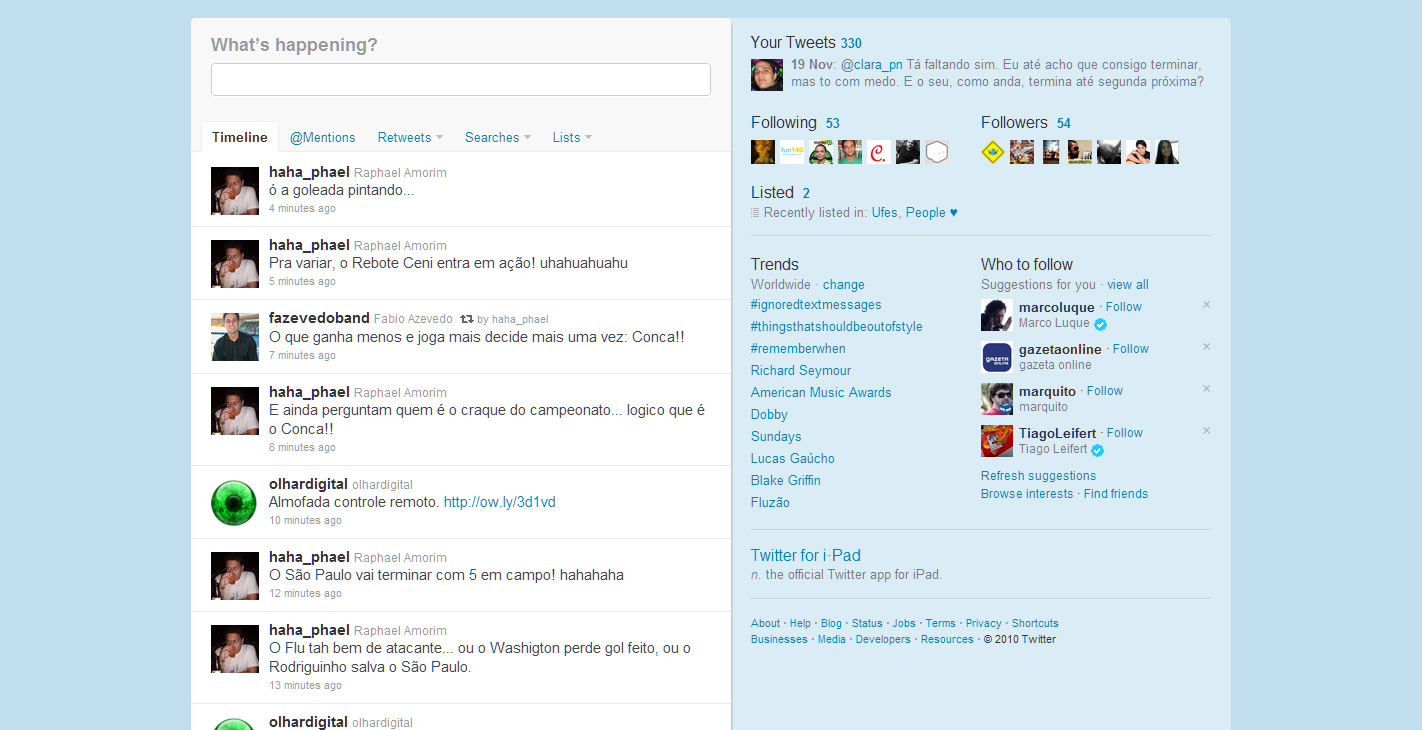 What's happening?
Timeline
@Mentions
Retweets
Searches
Lists
haha_phael Raphael Amorim
ó a goleada pintando...
4 minutes ago
haha_phael Raphael Amorim
Pra variar, o Rebote Ceni entra em ação! uhahuahuahu
5 minutes ago
fazevedoband Fabio Azevedo by haha_phael
O que ganha menos e joga mais decide mais uma vez: Conca!!
7 minutes ago
haha_phael Raphael Amorim
E ainda perguntam quem é o craque do campeonato... logico que é
o Conca!!
8 minutes ago
olhardigital olhardigital
Almofada controle remoto. http://ow.ly/3d1vd
10 minutes ago
haha_phael Raphael Amorim
O São Paulo vai terminar com 5 em campo! hahahaha
12 minutes ago
haha_phael Raphael Amorim
O Flu tah bem de atacante... ou o Washigton perde gol feito, ou o
Rodriguinho salva o São Paulo.
13 minutes ago
olhardigital olhardigital
Your Tweets 330
19 Nov: @clara_pn Tá faltando sim. Eu até acho que consigo terminar,
mas to com medo. E o seu, como anda, termina até segunda próxima?
Following 53
fun140
Followers 54
Listed 2
Recently listed in: Ufes, People ♥
Trends
Worldwide · change
#ignoredtextmessages
#thingsthatshouldbeoutofstyle
#rememberwhen
Richard Seymour
American Music Awards
Dobby
Sundays
Lucas Gaúcho
Blake Griffin
Fluzão
Who to follow
Suggestions for you · view all
marcoluque · Follow ×
Marco Luque
gazetaonline · Follow ×
GAZETA
ONLINE
gazeta online
marquito · Follow ×
marquito
TiagoLeifert · Follow ×
Tiago Leifert
Refresh suggestions
Browse interests · Find friends
Twitter for i·Pad
n. the official Twitter app for iPad.
About · Help · Blog · Status · Jobs · Terms · Privacy · Shortcuts
Businesses · Media · Developers · Resources · © 2010 Twitter